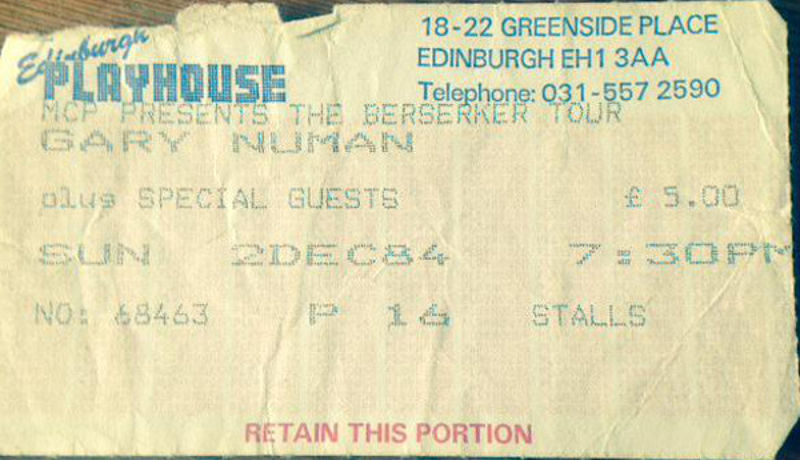 Edinburgh
PLAYHOUSE
18-22 GREENSIDE PLACE
EDINBURGH EH1 3AA
Telephone: 031-557 2590
MCP PRESENTS THE BERSERKER TOUR
GARY NUMAN
plus SPECIAL GUESTS £ 5.00
SUN 2DEC84 7:30PM
NO: 68463 P 16 STALLS
RETAIN THIS PORTION